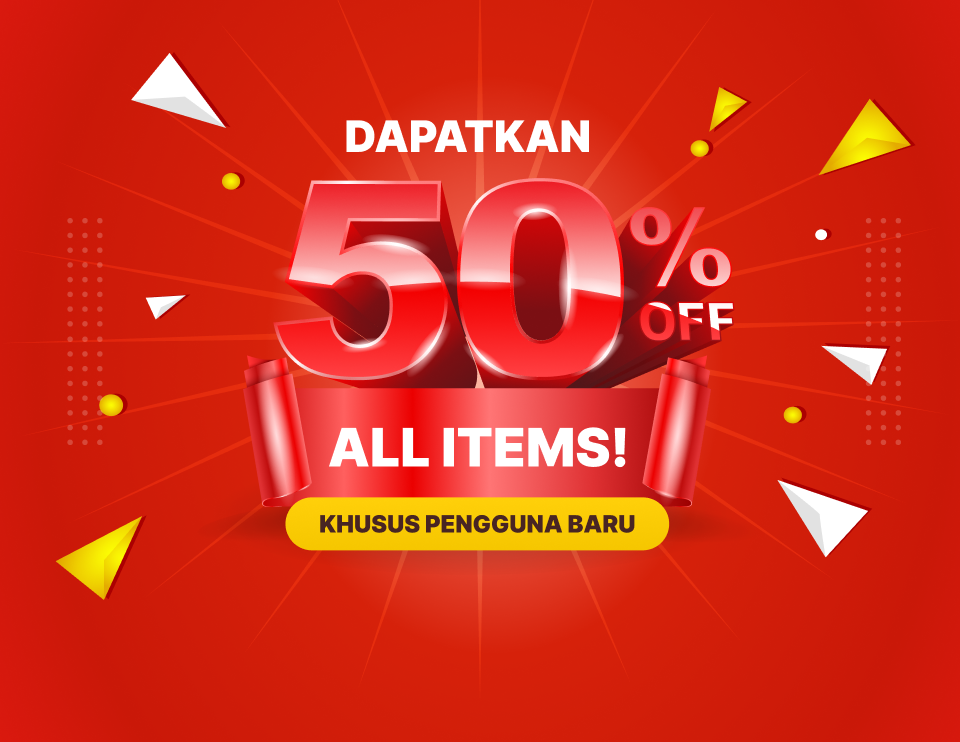 DAPATKAN
50%
OFF
ALL ITEMS!
KHUSUS PENGGUNA BARU